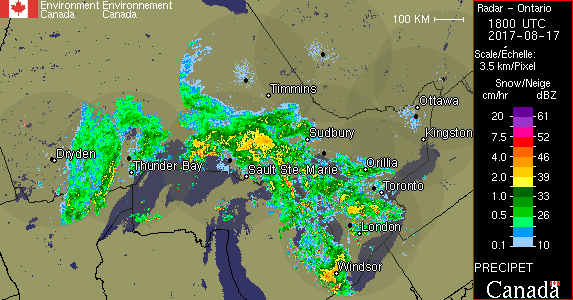 Environment Environnement
Canada Canada
100 KM
Timmins
Ottawa
Sudbury
Kingston
Dryden
Thunder Bay
Sault Ste. Marie
Orillia
Toronto
London
Windsor
Radar - Ontario
1800 UTC
2017-08-17
Scale/Échelle:
3.5 km/Pixel
Snow/Neige
cm/hr dBZ
20 61
10 57
7.5 52
4.0 46
2.0 39
1.0 33
0.5 26
0.1 10
PRECIPET
Canada